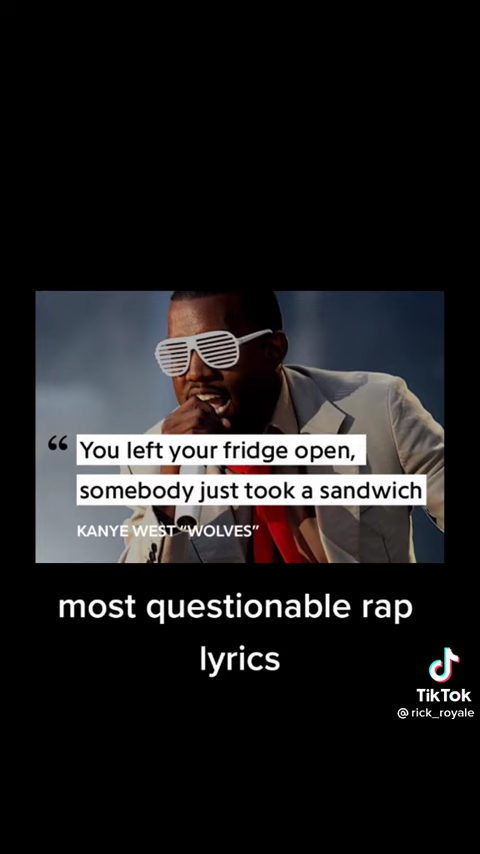 “ You left your fridge open,
somebody just took a sandwich
KANYE WEST “WOLVES”
most questionable rap
lyrics
TikTok
@rick_royale